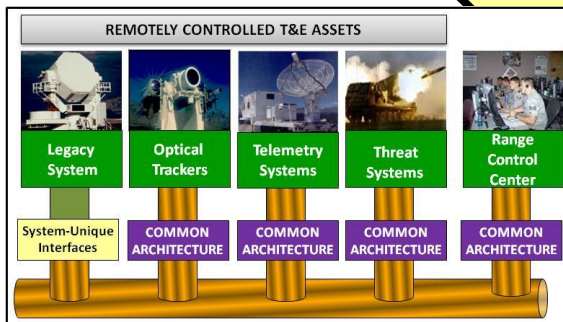 REMOTELY CONTROLLED T&E ASSETS
Legacy
System
Optical
Trackers
Telemetry
Systems
Threat
Systems
Range
Control
Center
System-Unique
Interfaces
COMMON
ARCHITECTURE
COMMON
ARCHITECTURE
COMMON
ARCHITECTURE
COMMON
ARCHITECTURE